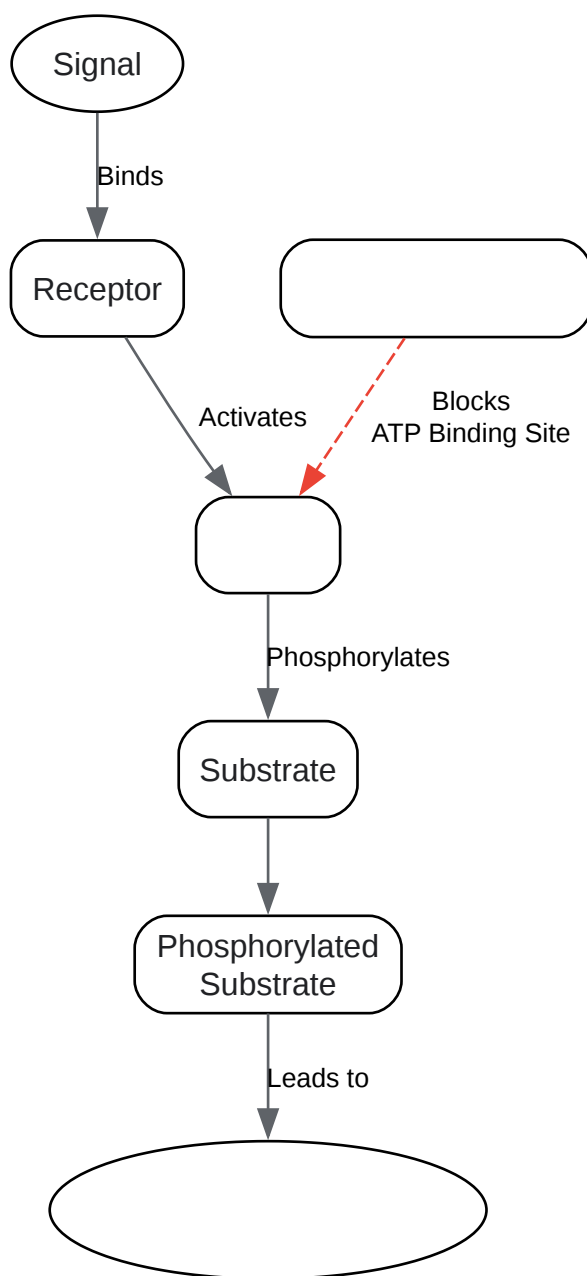 Signal
Binds
Receptor
Activates
Blocks
ATP Binding Site
Phosphorylates
Substrate
Phosphorylated
Substrate
Leads to